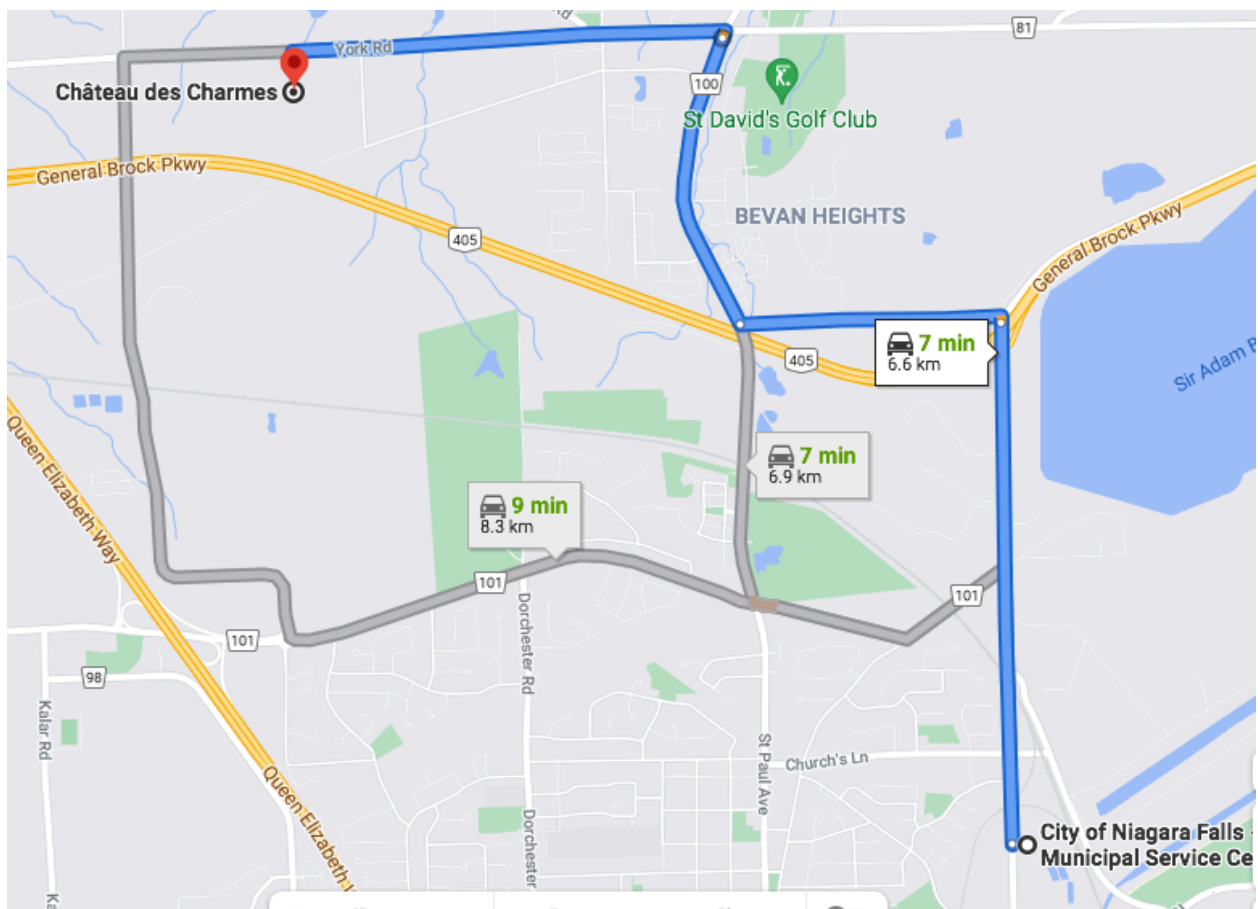 81
York Rd
Château des Charmes
100
St David's Golf Club
General Brock Pkwy
BEVAN HEIGHTS
405
General Brock Pkwy
7 min
6.6 km
405
Sir Adam B
Queen Elizabeth Way
7 min
6.9 km
9 min
8.3 km
101
101
101
Dorchester Rd
98
Kalar Rd
St Paul Ave
Church's Ln
Queen Elizabeth
Dorchester
City of Niagara Falls -
Municipal Service Ce